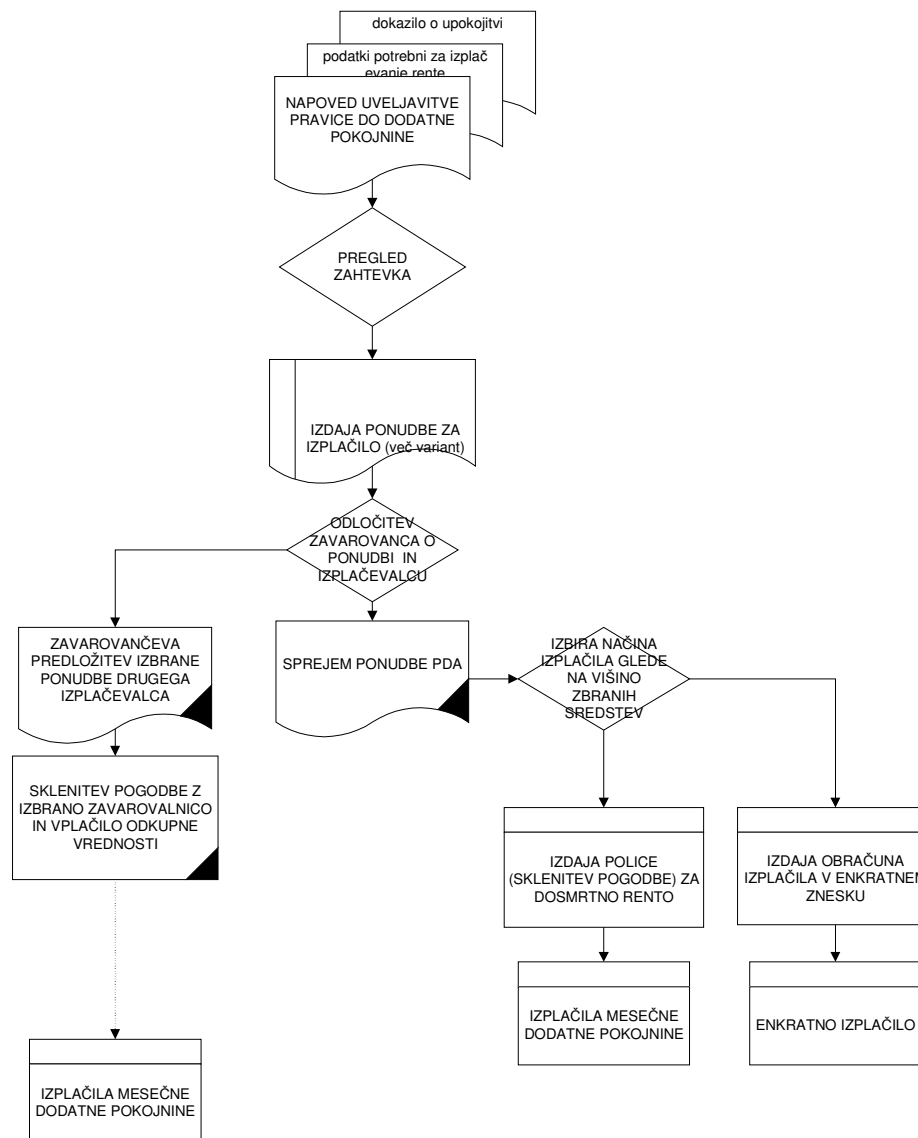 dokazilo o upokojitvi
podatki potrebni za izplač
evanje rente
NAPOVED UVELJAVITVE
PRAVICE DO DODATNE
POKOJNINE
PREGLED
ZAHTEVKA
IZDAJA PONUDBE ZA
IZPLAČILO (več variant)
ODLOČITEV
ZAVAROVANCA O
PONUDBI IN
IZPLAČEVALCU
ZAVAROVANČEVA
PREDLOŽITEV IZBRANE
PONUDBE DRUGEGA
IZPLAČEVALCA
SPREJEM PONUDBE PDA
IZBIRA NAČINA
IZPLAČILA GLEDE
NA VIŠINO
ZBRANIH
SREDSTEV
SKLENITEV POGODBE Z
IZBRANO ZAVAROVALNICO
IN VPLAČILO ODKUPNE
VREDNOSTI
IZDAJA POLICE
(SKLENITEV POGODBE) ZA
DOSMRTNO RENTO
IZDAJA OBRAČUNA
IZPLAČILA V ENKRATNEM
ZNESKU
IZPLAČILA MESEČNE
DODATNE POKOJNINE
ENKRATNO IZPLAČILO
IZPLAČILA MESEČNE
DODATNE POKOJNINE